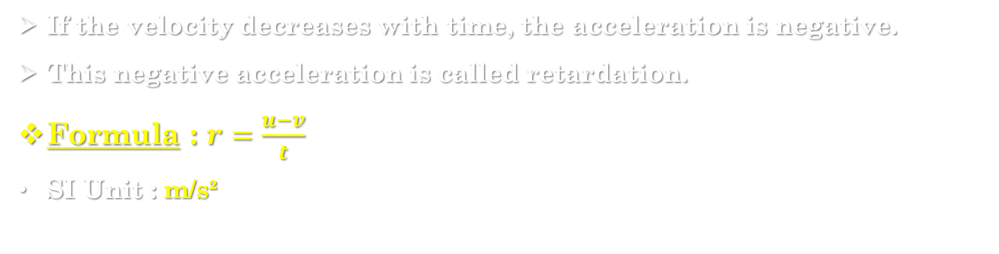 ➢ If the velocity decreases with time, the acceleration is negative.
➢ This negative acceleration is called retardation.
❖ Formula : r = (u−v)/t
• SI Unit : m/s²